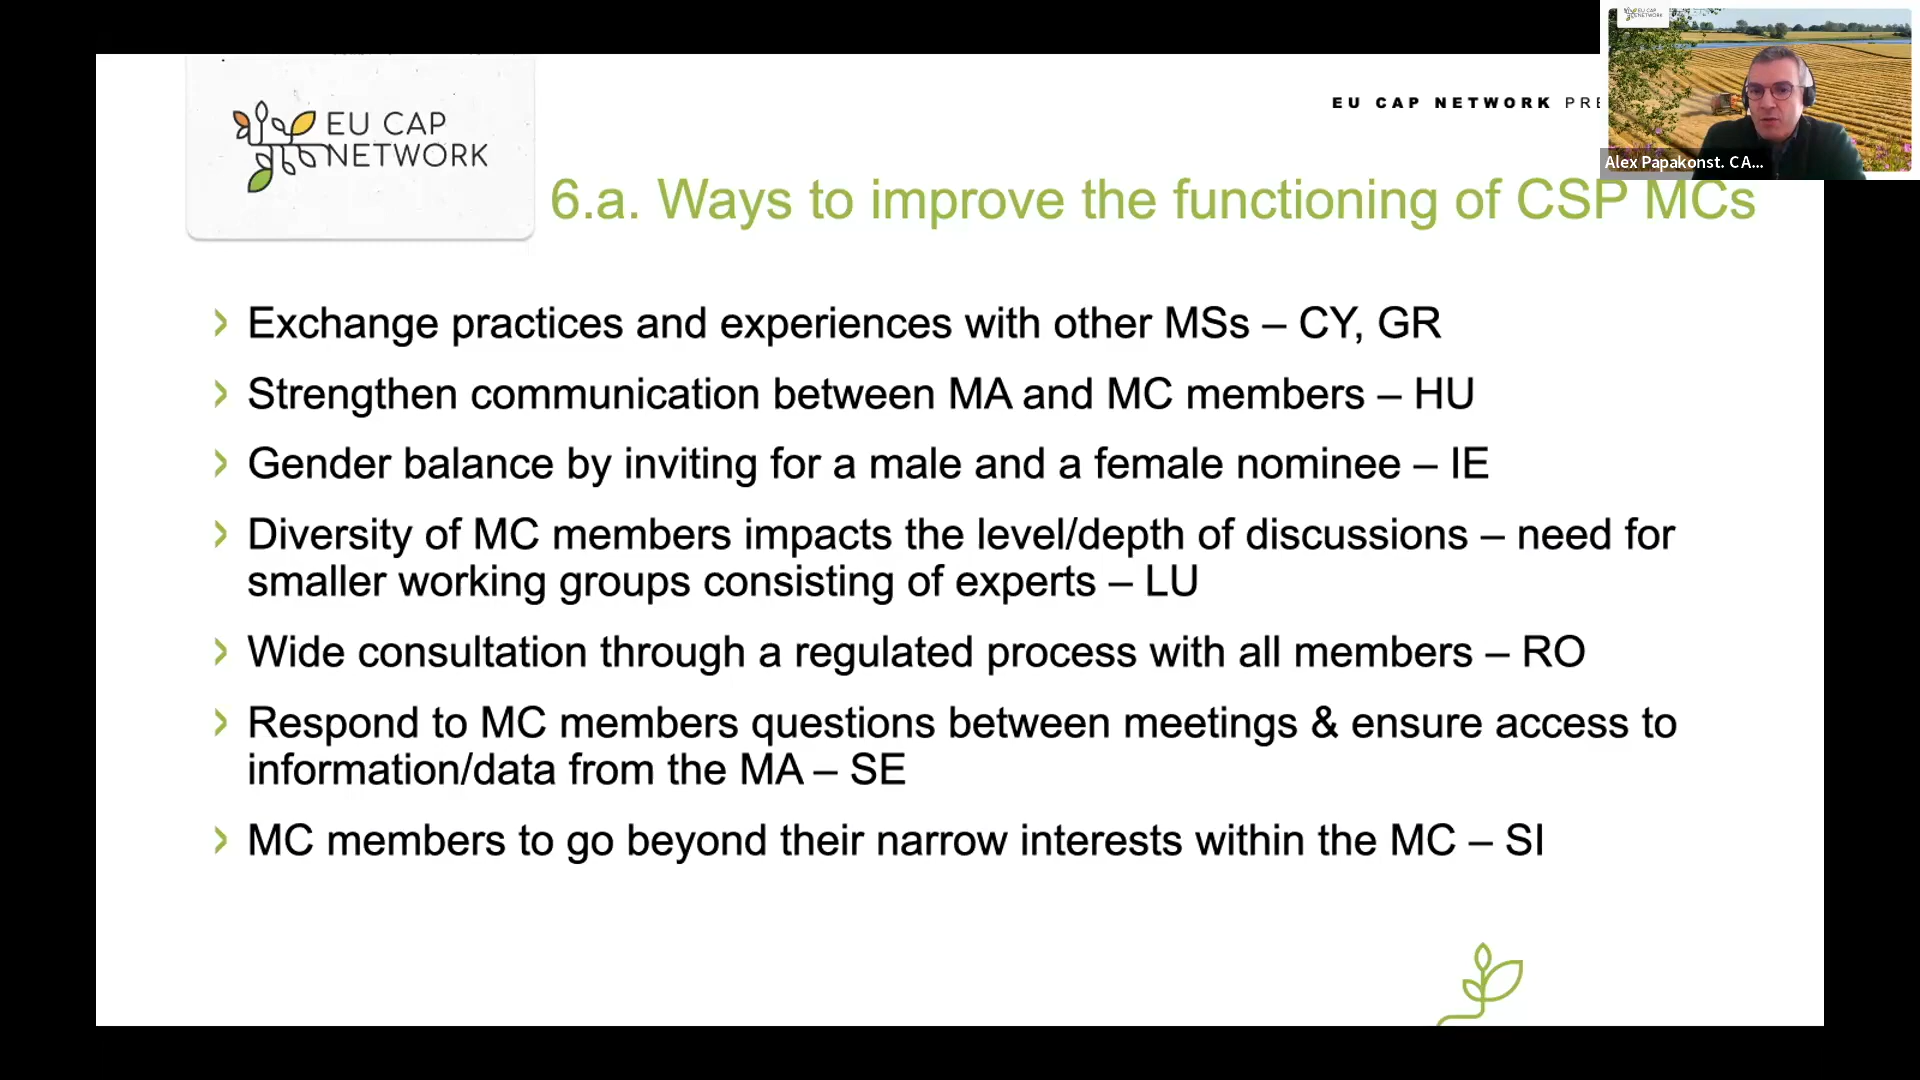 EU CAP
NETWORK
EU CAP NETWORK PRE
EU CAP
NETWORK
Alex Papakonst. C A...
6.a. Ways to improve the functioning of CSP MCs
› Exchange practices and experiences with other MSs – CY, GR
› Strengthen communication between MA and MC members – HU
› Gender balance by inviting for a male and a female nominee – IE
› Diversity of MC members impacts the level/depth of discussions – need for
smaller working groups consisting of experts – LU
› Wide consultation through a regulated process with all members – RO
› Respond to MC members questions between meetings & ensure access to
information/data from the MA – SE
› MC members to go beyond their narrow interests within the MC – SI